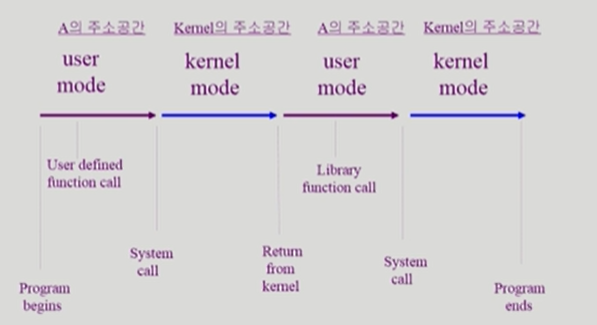 A의 주소공간
Kernel의 주소공간
A의 주소공간
Kernel의 주소공간
user
mode
kernel
mode
user
mode
kernel
mode
User defined
function call
Library
function call
System
call
Return
from
kernel
System
call
Program
begins
Program
ends